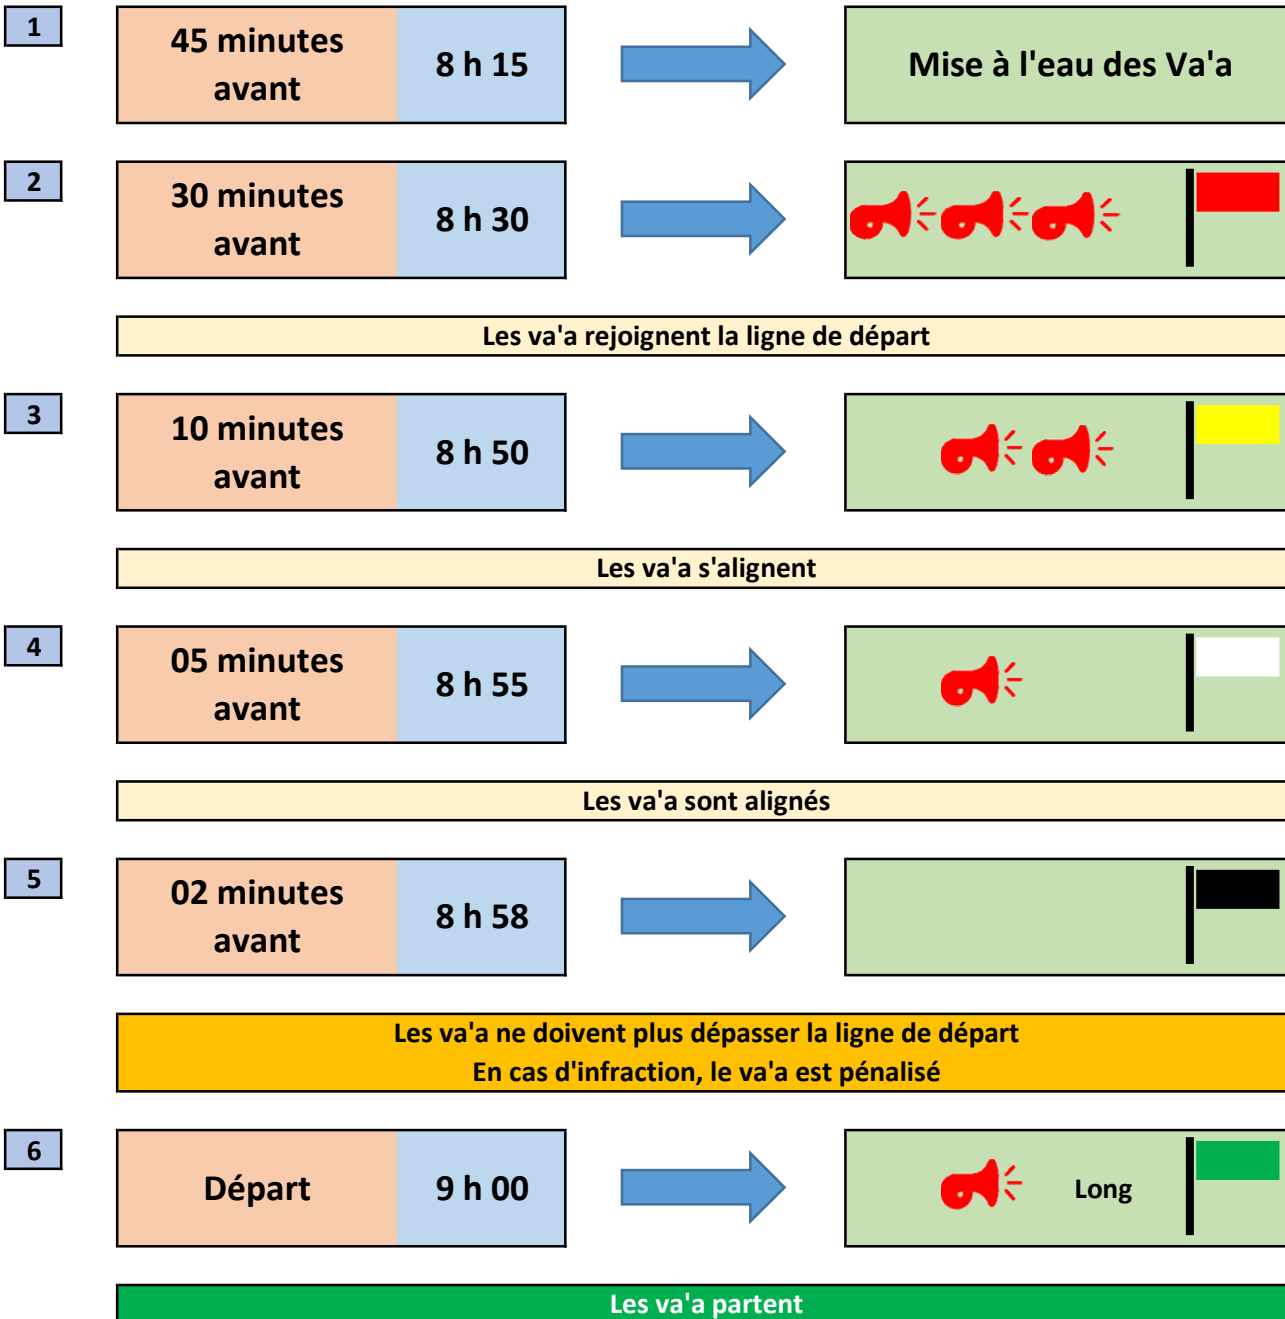 1
45 minutes
avant
8 h 15
Mise à l'eau des Va'a
2
30 minutes
avant
8 h 30
Les va'a rejoignent la ligne de départ
3
10 minutes
avant
8 h 50
Les va'a s'alignent
4
05 minutes
avant
8 h 55
Les va'a sont alignés
5
02 minutes
avant
8 h 58
Les va'a ne doivent plus dépasser la ligne de départ
En cas d'infraction, le va'a est pénalisé
6
Départ
9 h 00
Long
Les va'a partent